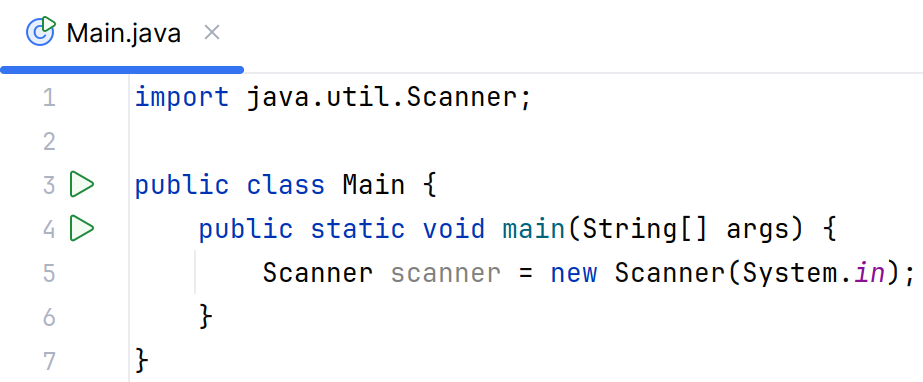 Main.java
1 import java.util.Scanner;
2
3 public class Main {
4     public static void main(String[] args) {
5         Scanner scanner = new Scanner(System.in);
6     }
7 }